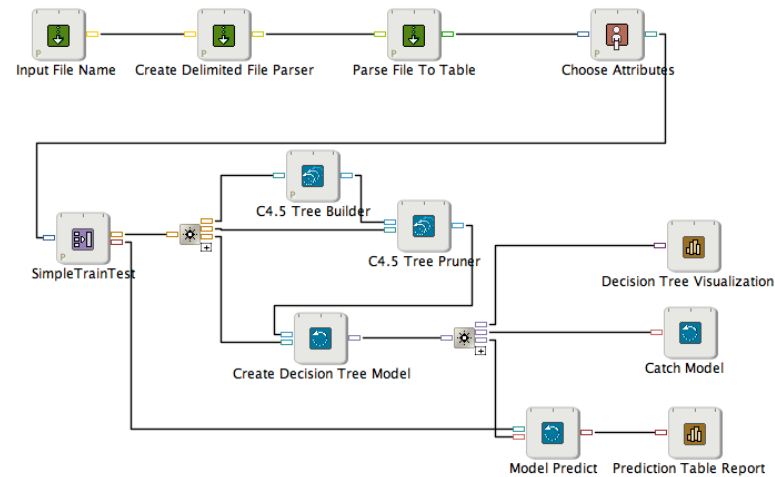 Input File Name
Create Delimited File Parser
Parse File To Table
Choose Attributes
P
P
P
P
C4.5 Tree Builder
P
C4.5 Tree Pruner
SimpleTrainTest
P
Decision Tree Visualization
Create Decision Tree Model
Catch Model
Model Predict
Prediction Table Report